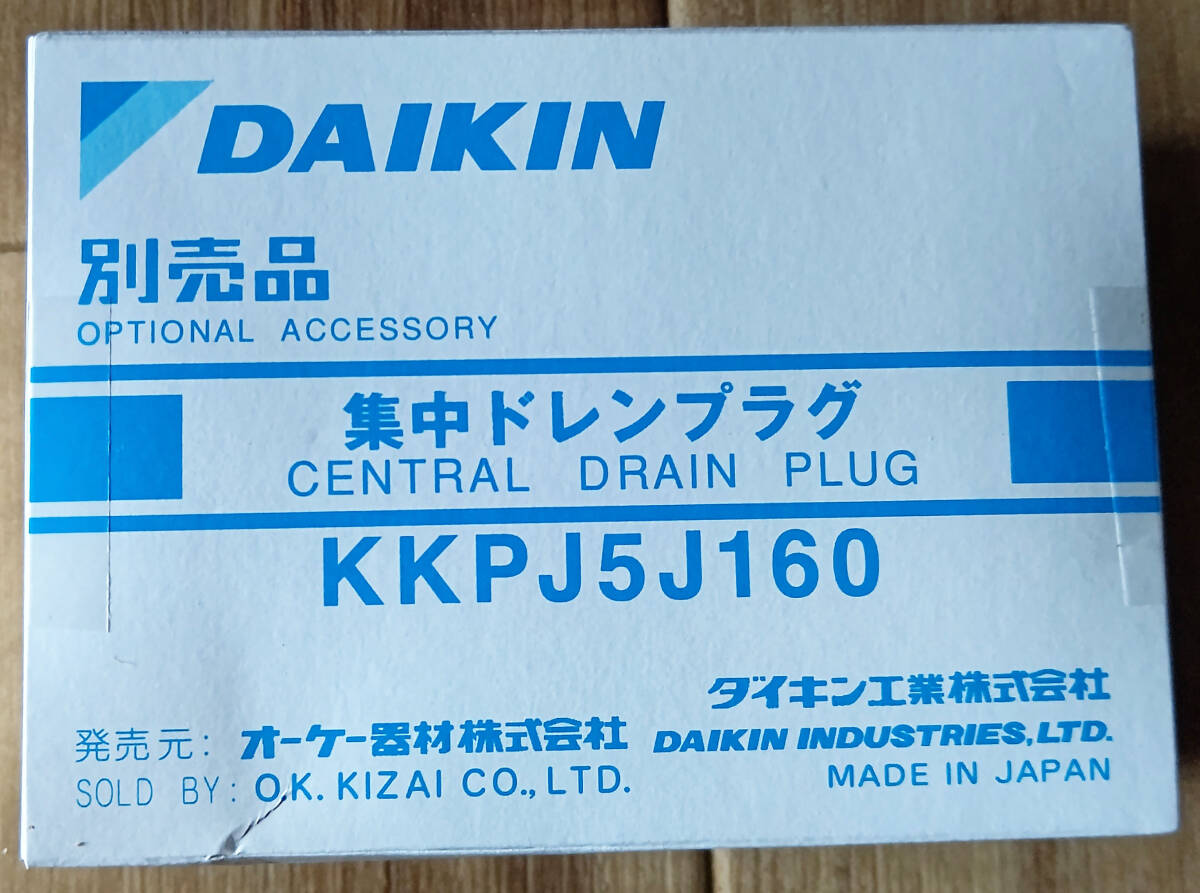 DAIKIN
別売品
OPTIONAL ACCESSORY
集中ドレンプラグ
CENTRAL DRAIN PLUG
KKPJ5J160
ダイキン工業株式会社
DAIKIN INDUSTRIES, LTD.
MADE IN JAPAN
発売元: オーケー器材株式会社
SOLD BY: O.K. KIZAI CO., LTD.